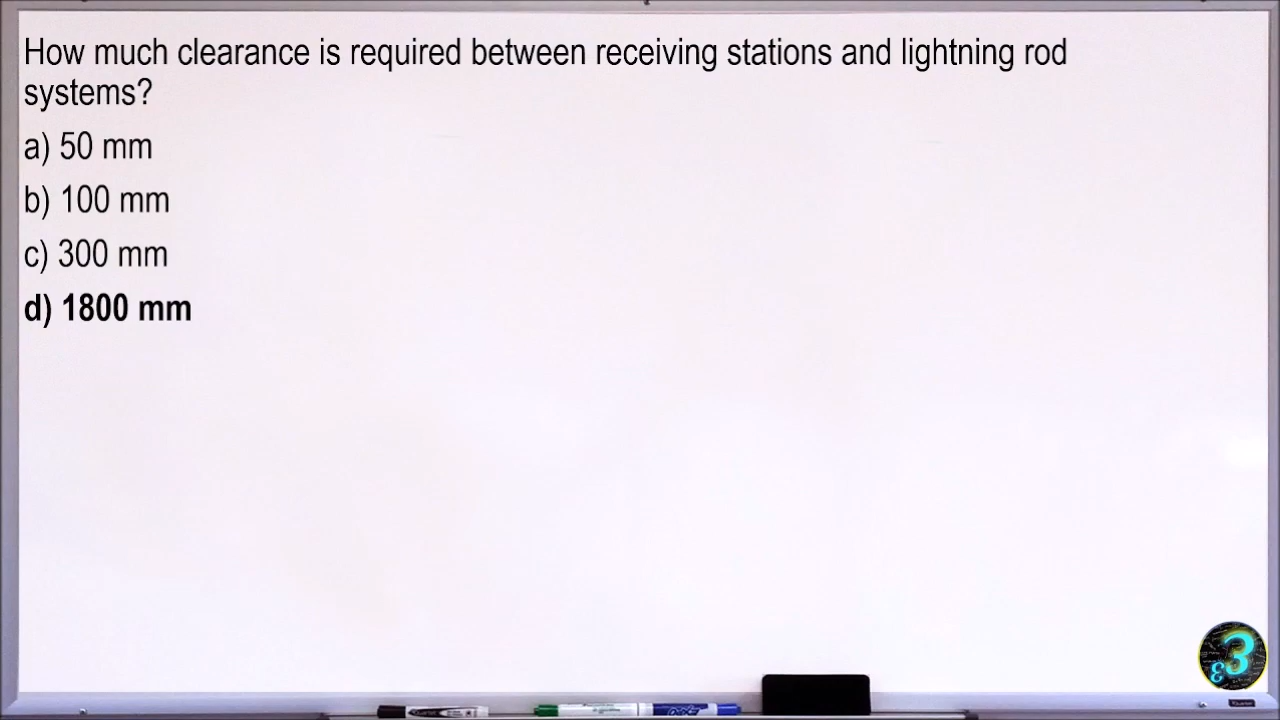 How much clearance is required between receiving stations and lightning rod
systems?
a) 50 mm
b) 100 mm
c) 300 mm
d) 1800 mm
ε3